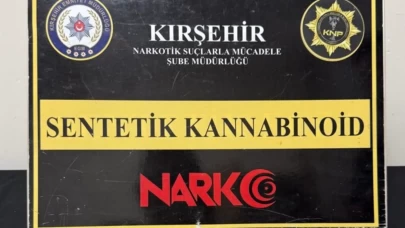 KIRŞEHİR
NARKOTİK SUÇLARLA MÜCADELE
ŞUBE MÜDÜRLÜĞÜ
KNP
SENTETİK KANNABİNOİD
NARKO